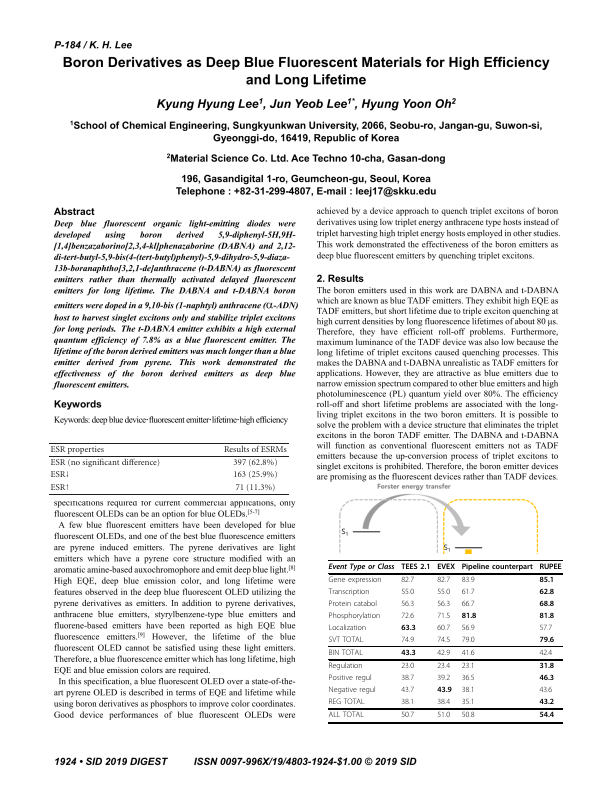 P-184 / K. H. Lee
Boron Derivatives as Deep Blue Fluorescent Materials for High Efficiency
and Long Lifetime
Kyung Hyung Lee1, Jun Yeob Lee1*, Hyung Yoon Oh2
1School of Chemical Engineering, Sungkyunkwan University, 2066, Seobu-ro, Jangan-gu, Suwon-si,
Gyeonggi-do, 16419, Republic of Korea
2Material Science Co. Ltd. Ace Techno 10-cha, Gasan-dong
196, Gasandigital 1-ro, Geumcheon-gu, Seoul, Korea
Telephone : +82-31-299-4807, E-mail : leej17@skku.edu
Abstract
Deep blue fluorescent organic light-emitting diodes were
developed using boron derived 5,9-diphenyl-5H,9H-
[1,4]benzazaborino[2,3,4-kl]phenazaborine (DABNA) and 2,12-
di-tert-butyl-5,9-bis(4-(tert-butyl)phenyl)-5,9-dihydro-5,9-diaza-
13b-boranaphtho[3,2,1-de]anthracene (t-DABNA) as fluorescent
emitters rather than thermally activated delayed fluorescent
emitters for long lifetime. The DABNA and t-DABNA boron
emitters were doped in a 9,10-bis (1-naphtyl) anthracene (α-ADN)
host to harvest singlet excitons only and stabilize triplet excitons
for long periods. The t-DABNA emitter exhibits a high external
quantum efficiency of 7.8% as a blue fluorescent emitter. The
lifetime of the boron derived emitters was much longer than a blue
emitter derived from pyrene. This work demonstrated the
effectiveness of the boron derived emitters as deep blue
fluorescent emitters.
Keywords
Keywords: deep blue device·fluorescent emitter·lifetime·high efficiency
ESR properties Results of ESRMs
ESR (no significant difference) 397 (62.8%)
ESR↓ 163 (25.9%)
ESR↑ 71 (11.3%)
specifications required for current commercial applications, only
fluorescent OLEDs can be an option for blue OLEDs.[5-7]
A few blue fluorescent emitters have been developed for blue
fluorescent OLEDs, and one of the best blue fluorescence emitters
are pyrene induced emitters. The pyrene derivatives are light
emitters which have a pyrene core structure modified with an
aromatic amine-based auxochromophore and emit deep blue light.[8]
High EQE, deep blue emission color, and long lifetime were
features observed in the deep blue fluorescent OLED utilizing the
pyrene derivatives as emitters. In addition to pyrene derivatives,
anthracene blue emitters, styrylbenzene-type blue emitters and
fluorene-based emitters have been reported as high EQE blue
fluorescence emitters.[9] However, the lifetime of the blue
fluorescent OLED cannot be satisfied using these light emitters.
Therefore, a blue fluorescence emitter which has long lifetime, high
EQE and blue emission colors are required.
In this specification, a blue fluorescent OLED over a state-of-the-
art pyrene OLED is described in terms of EQE and lifetime while
using boron derivatives as phosphors to improve color coordinates.
Good device performances of blue fluorescent OLEDs were
achieved by a device approach to quench triplet excitons of boron
derivatives using low triplet energy anthracene type hosts instead of
triplet harvesting high triplet energy hosts employed in other studies.
This work demonstrated the effectiveness of the boron emitters as
deep blue fluorescent emitters by quenching triplet excitons.
2. Results
The boron emitters used in this work are DABNA and t-DABNA
which are known as blue TADF emitters. They exhibit high EQE as
TADF emitters, but short lifetime due to triple exciton quenching at
high current densities by long fluorescence lifetimes of about 80 μs.
Therefore, they have efficient roll-off problems. Furthermore,
maximum luminance of the TADF device was also low because the
long lifetime of triplet excitons caused quenching processes. This
makes the DABNA and t-DABNA unrealistic as TADF emitters for
applications. However, they are attractive as blue emitters due to
narrow emission spectrum compared to other blue emitters and high
photoluminescence (PL) quantum yield over 80%. The efficiency
roll-off and short lifetime problems are associated with the long-
living triplet excitons in the two boron emitters. It is possible to
solve the problem with a device structure that eliminates the triplet
excitons in the boron TADF emitter. The DABNA and t-DABNA
will function as conventional fluorescent emitters not as TADF
emitters because the up-conversion process of triplet excitons to
singlet excitons is prohibited. Therefore, the boron emitter devices
are promising as the fluorescent devices rather than TADF devices.
Forster energy transfer
S1
S1
Event Type or Class TEES 2.1 EVEX Pipeline counterpart RUPEE
Gene expression 82.7 82.7 83.9 85.1
Transcription 55.0 55.0 61.7 62.8
Protein catabol 56.3 56.3 66.7 68.8
Phosphorylation 72.6 71.5 81.8 81.8
Localization 63.3 60.7 56.9 57.7
SVT TOTAL 74.9 74.5 79.0 79.6
BIN TOTAL 43.3 42.9 41.6 42.4
Regulation 23.0 23.4 23.1 31.8
Positive regul 38.7 39.2 36.5 46.3
Negative regul 43.7 43.9 38.1 43.6
REG TOTAL 38.1 38.4 35.1 43.2
ALL TOTAL 50.7 51.0 50.8 54.4
1924 • SID 2019 DIGEST ISSN 0097-996X/19/4803-1924-$1.00 © 2019 SID